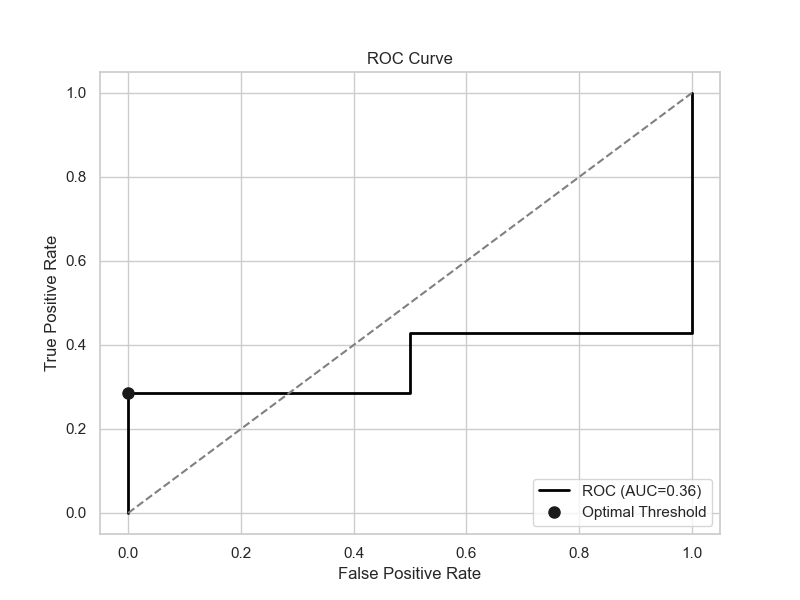 ROC Curve
True Positive Rate
1.0
0.8
0.6
0.4
0.2
0.0
0.0 0.2 0.4 0.6 0.8 1.0
False Positive Rate
ROC (AUC=0.36)
Optimal Threshold